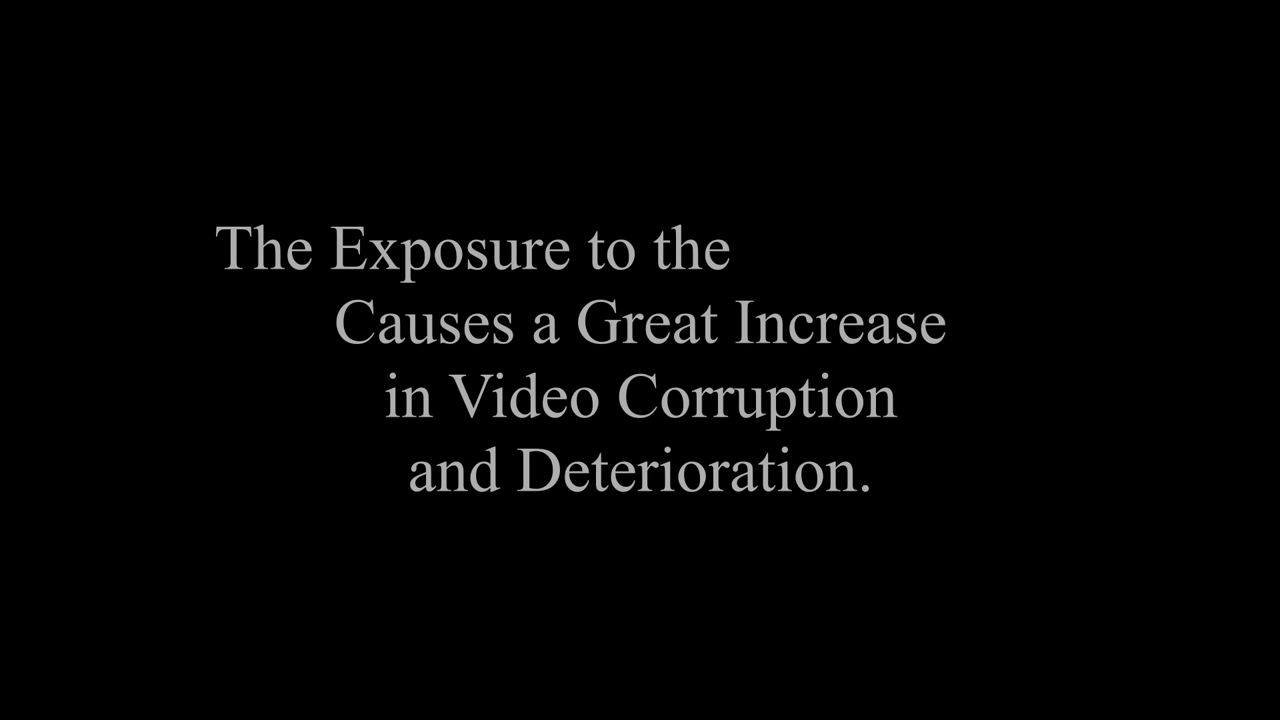 The Exposure to the
Causes a Great Increase
in Video Corruption
and Deterioration.